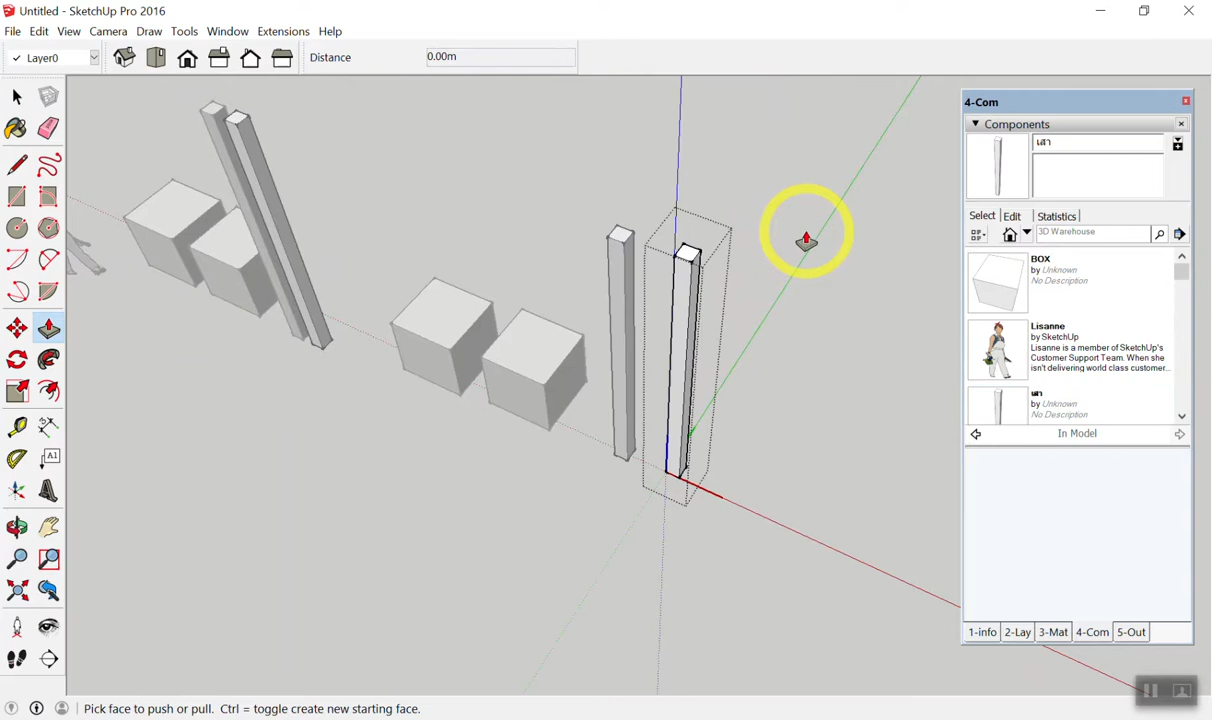 Untitled - SketchUp Pro 2016
File Edit View Camera Draw Tools Window Extensions Help
Layer0
Distance
0.00m
4-Com
Components
เสา
Select
Edit
Statistics
3D Warehouse
BOX
by Unknown
No Description
Lisanne
by SketchUp
Lisanne is a member of SketchUp's
Customer Support Team. When she
isn't delivering world class customer...
เสา
by Unknown
No Description
In Model
1-info 2-Lay 3-Mat 4-Com 5-Out
A1
Pick face to push or pull. Ctrl = toggle create new starting face.